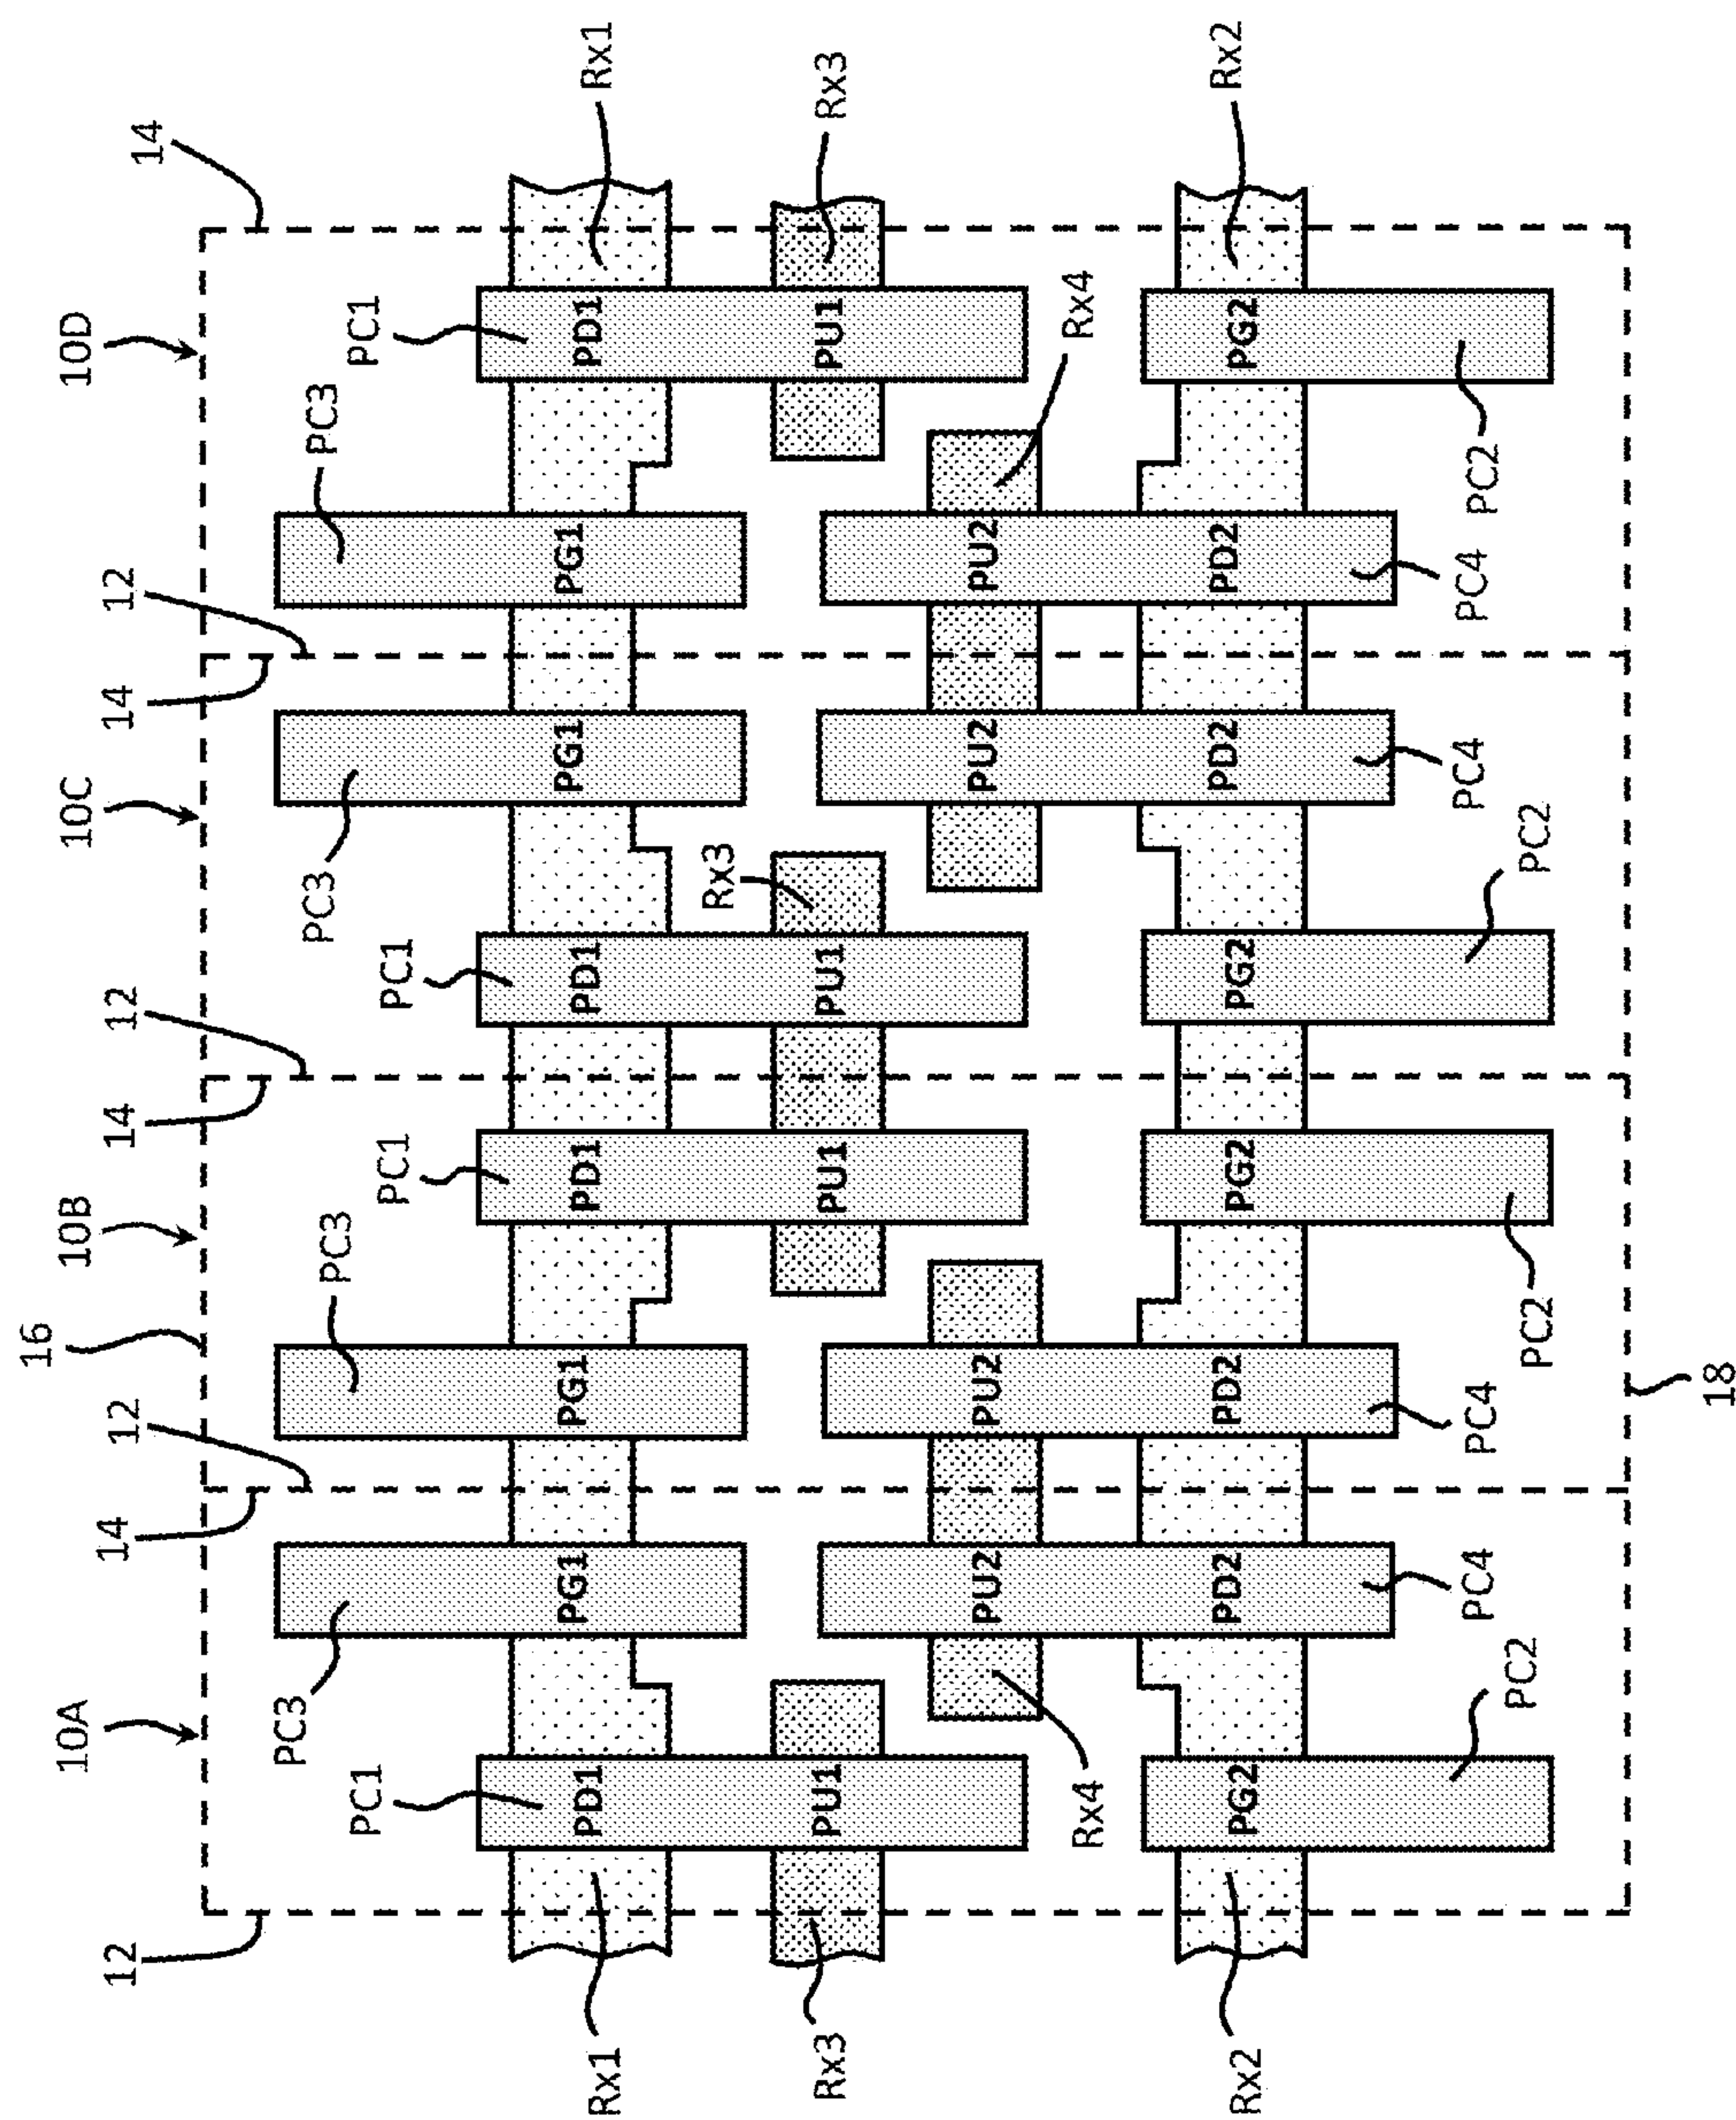 16
10A
10B
10C
10D
12
14
12
14
12
14
12
14
PC3
PC3
PC3
PC3
PC1
PC1
PC1
PC1
Rx1
PD1
PG1
PG1
PD1
PD1
PG1
PG1
PD1
Rx1
Rx3
Rx3
PU1
PU1
PU1
PU1
Rx3
PU2
PU2
PU2
PU2
Rx4
Rx4
Rx2
PG2
PD2
PD2
PG2
PG2
PD2
PD2
PG2
Rx2
PC2
PC4
PC4
PC2
PC2
PC4
PC4
PC2
18